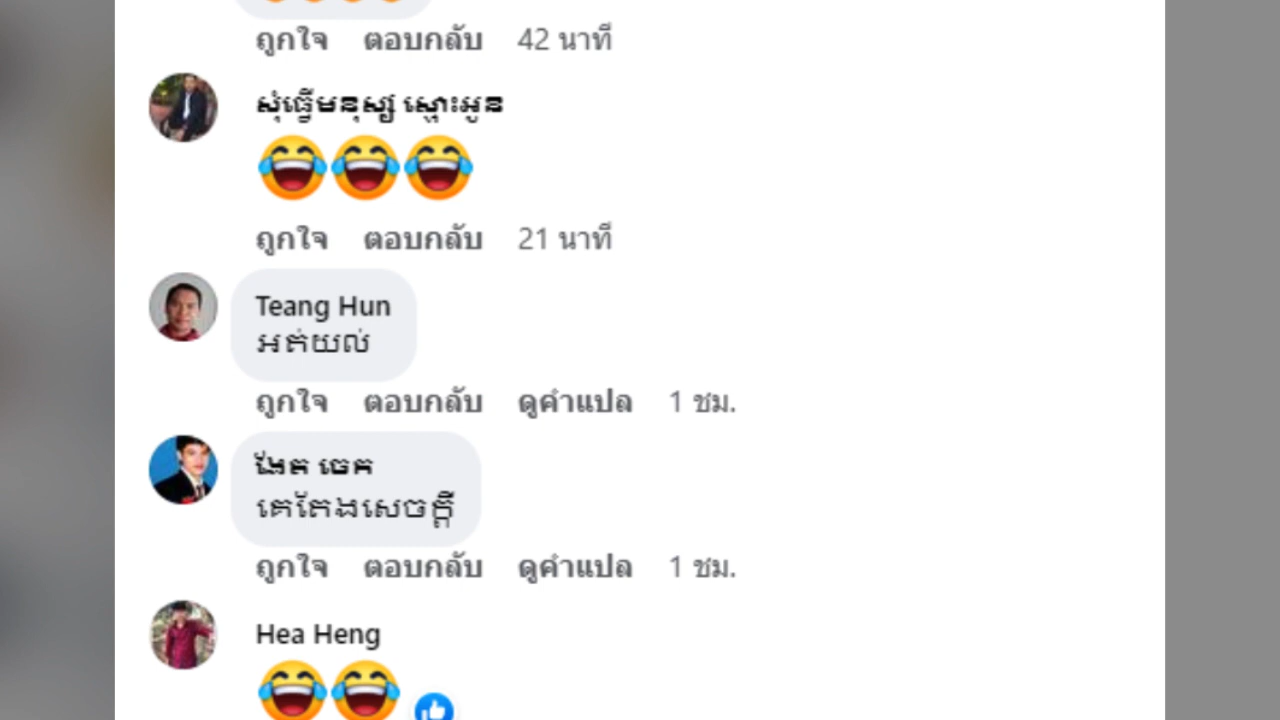 ถูกใจ ตอบกลับ 42 นาที
សុំធ្វើមនុស្ស ស្មោះអូន
😂😂😂
ถูกใจ ตอบกลับ 21 นาที
Teang Hun
អត់យល់
ถูกใจ ตอบกลับ ดูคำแปล 1 ชม.
ងែត ចេក
គេតែងសេចក្តី
ถูกใจ ตอบกลับ ดูคำแปล 1 ชม.
Hea Heng
😂😂